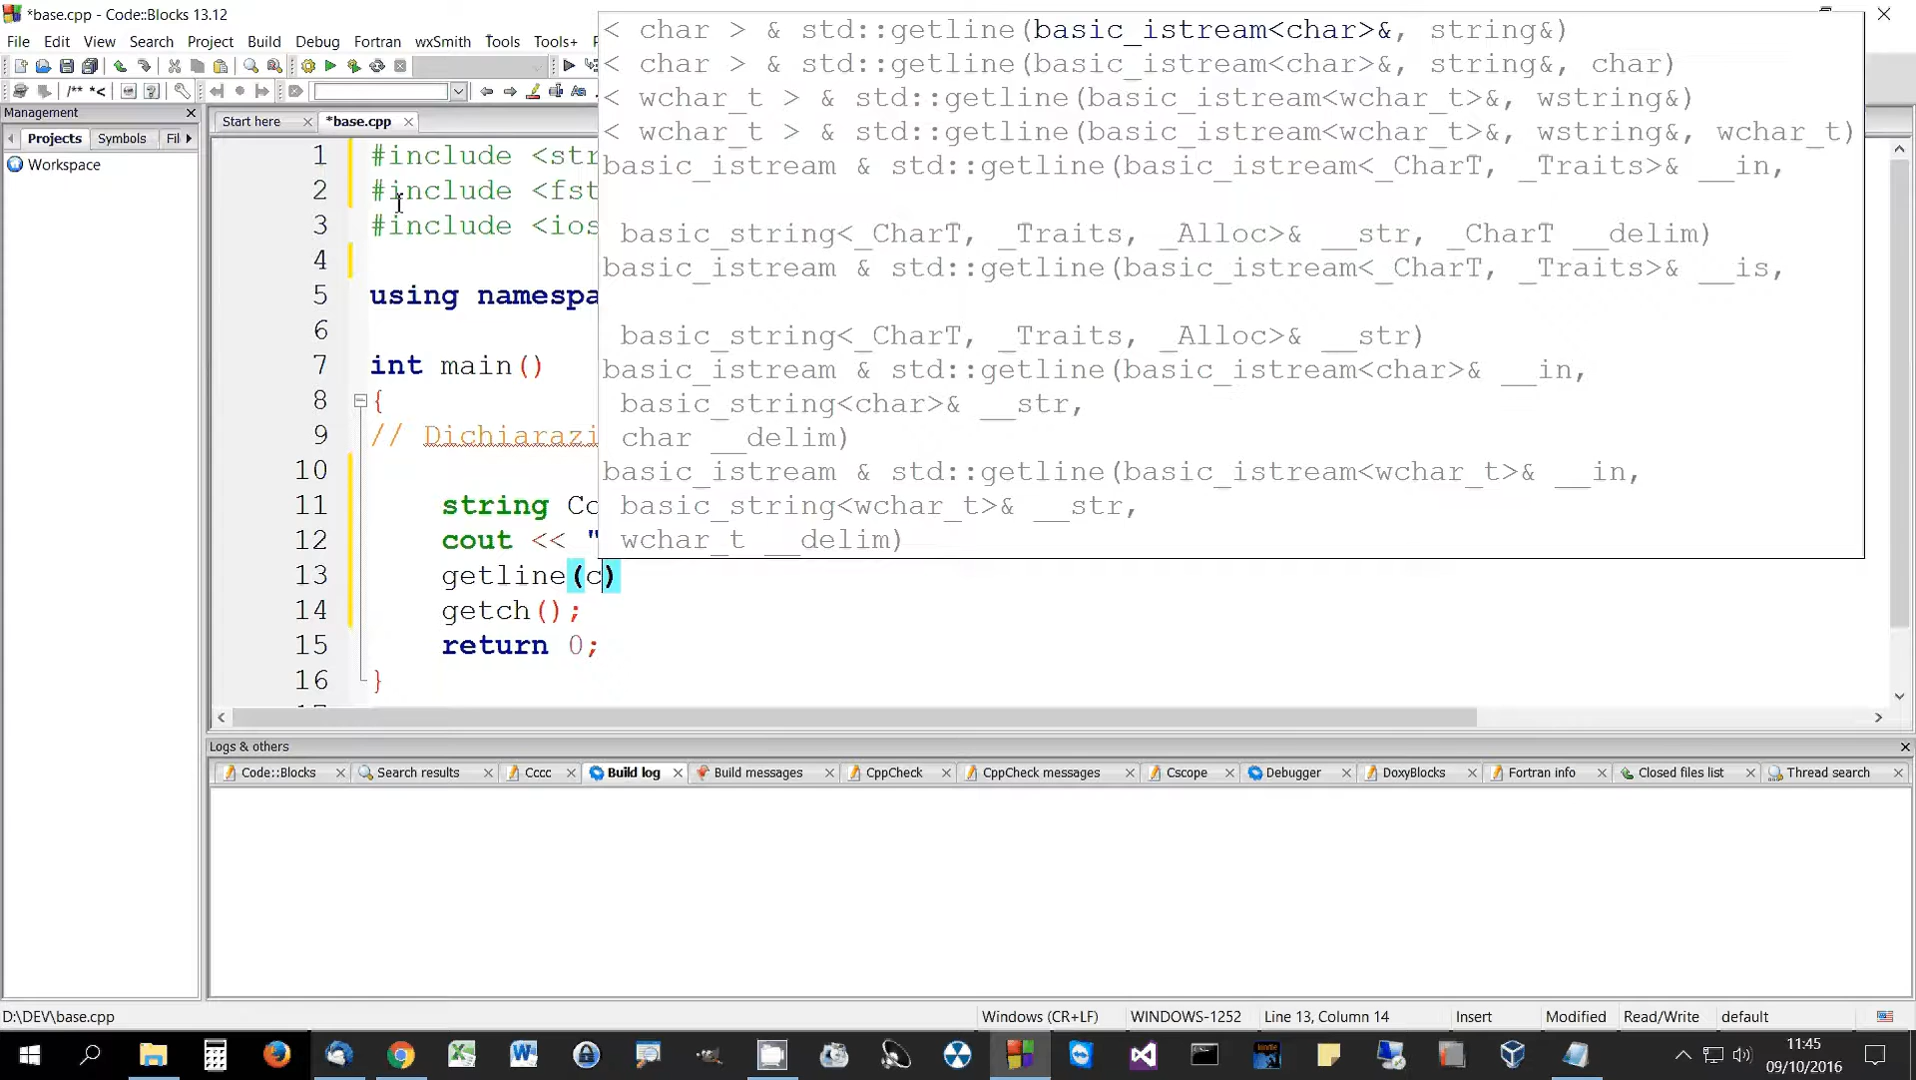 *base.cpp - Code::Blocks 13.12
File Edit View Search Project Build Debug Fortran wxSmith Tools Tools+
/** *<
Management
Projects Symbols Fil
Workspace
Start here *base.cpp
1 #include <str
2 #include <fst
3 #include <ios
4
5 using namespa
6
7 int main()
8 {
9 // Dichiarazi
10
11 string Co
12 cout << "
13 getline(c)
14 getch();
15 return 0;
16 }
< char > & std::getline(basic_istream<char>&, string&)
< char > & std::getline(basic_istream<char>&, string&, char)
< wchar_t > & std::getline(basic_istream<wchar_t>&, wstring&)
< wchar_t > & std::getline(basic_istream<wchar_t>&, wstring&, wchar_t)
basic_istream & std::getline(basic_istream<_CharT, _Traits>& __in,
basic_string<_CharT, _Traits, _Alloc>& __str, _CharT __delim)
basic_istream & std::getline(basic_istream<_CharT, _Traits>& __is,
basic_string<_CharT, _Traits, _Alloc>& __str)
basic_istream & std::getline(basic_istream<char>& __in,
basic_string<char>& __str,
char __delim)
basic_istream & std::getline(basic_istream<wchar_t>& __in,
basic_string<wchar_t>& __str,
wchar_t __delim)
Logs & others
Code::Blocks Search results Cccc Build log Build messages CppCheck CppCheck messages Cscope Debugger DoxyBlocks Fortran info Closed files list Thread search
D:\DEV\base.cpp Windows (CR+LF) WINDOWS-1252 Line 13, Column 14 Insert Modified Read/Write default
11:45
09/10/2016